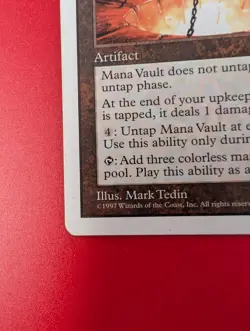 Artifact
Mana Vault does not untap
untap phase.
At the end of your upkeep
is tapped, it deals 1 damag
4: Untap Mana Vault at e
Use this ability only durin
: Add three colorless ma
pool. Play this ability as a
Illus. Mark Tedin
©1997 Wizards of the Coast, Inc. All rights reserv